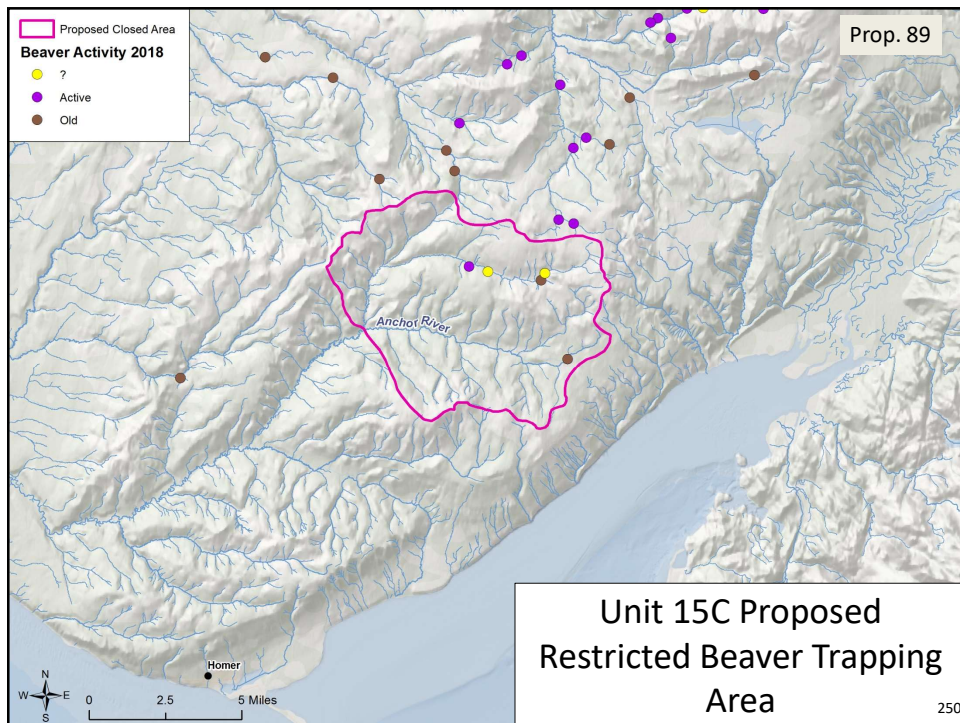 Proposed Closed Area
Beaver Activity 2018
?
Active
Old
Prop. 89
Anchor River
Homer
N
W E
S
0 2.5 5 Miles
Unit 15C Proposed
Restricted Beaver Trapping
Area
250